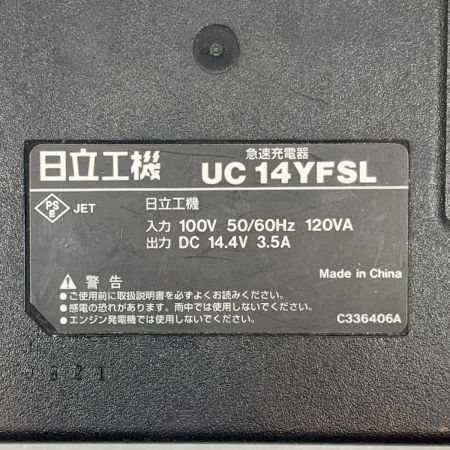 急速充電器
日立工機 UC 14YFSL
PS E JET 日立工機
入力 100V 50/60Hz 120VA
出力 DC 14.4V 3.5A
Made in China
警告
●ご使用前に取扱説明書を必ずよくお読みください。
●感電の恐れがあります。雨中では使用しないでください。
●エンジン発電機では使用しないでください。
C336406A